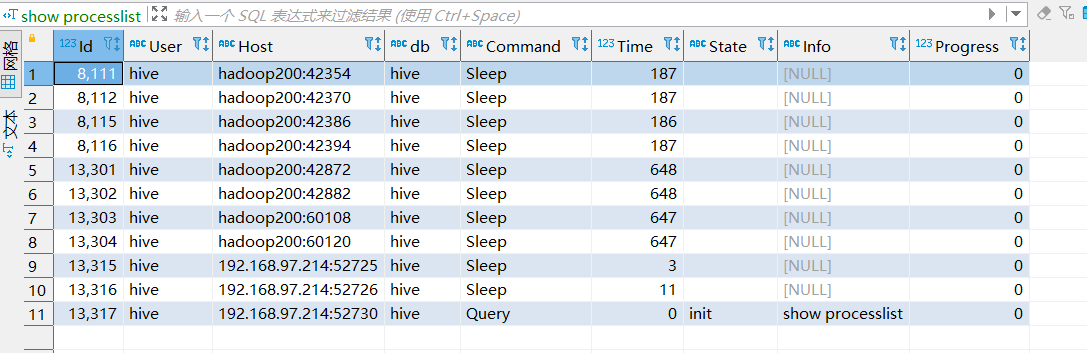 show processlist 输入一个 SQL 表达式来过滤结果 (使用 Ctrl+Space)
网格
文本
123 Id ABC User ABC Host ABC db ABC Command 123 Time ABC State ABC Info 123 Progress
1 8,111 hive hadoop200:42354 hive Sleep 187 [NULL] 0
2 8,112 hive hadoop200:42370 hive Sleep 187 [NULL] 0
3 8,115 hive hadoop200:42386 hive Sleep 186 [NULL] 0
4 8,116 hive hadoop200:42394 hive Sleep 187 [NULL] 0
5 13,301 hive hadoop200:42872 hive Sleep 648 [NULL] 0
6 13,302 hive hadoop200:42882 hive Sleep 648 [NULL] 0
7 13,303 hive hadoop200:60108 hive Sleep 647 [NULL] 0
8 13,304 hive hadoop200:60120 hive Sleep 647 [NULL] 0
9 13,315 hive 192.168.97.214:52725 hive Sleep 3 [NULL] 0
10 13,316 hive 192.168.97.214:52726 hive Sleep 11 [NULL] 0
11 13,317 hive 192.168.97.214:52730 hive Query 0 init show processlist 0